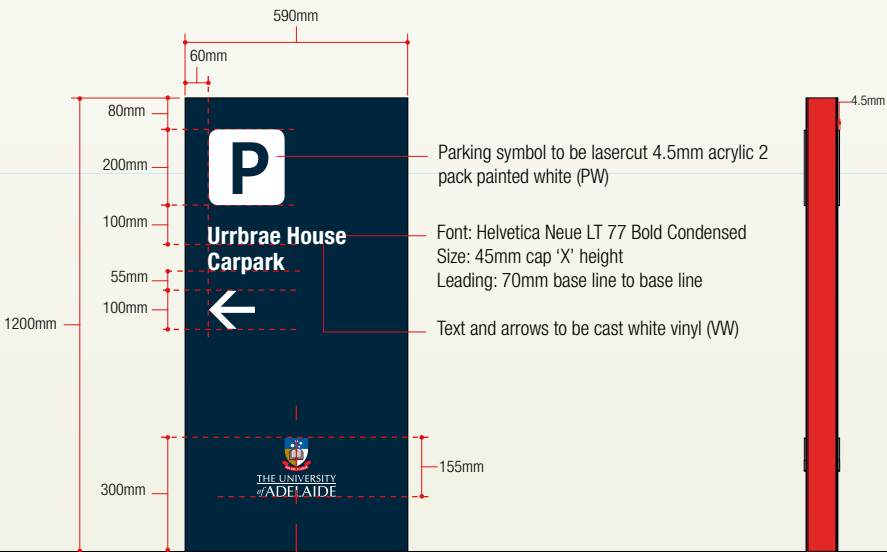 590mm
60mm
80mm
4.5mm
P
Parking symbol to be lasercut 4.5mm acrylic 2
pack painted white (PW)
200mm
100mm
Urrbrae House
Carpark
Font: Helvetica Neue LT 77 Bold Condensed
Size: 45mm cap ‘X’ height
Leading: 70mm base line to base line
55mm
100mm
1200mm
Text and arrows to be cast white vinyl (VW)
155mm
THE UNIVERSITY
of ADELAIDE
300mm